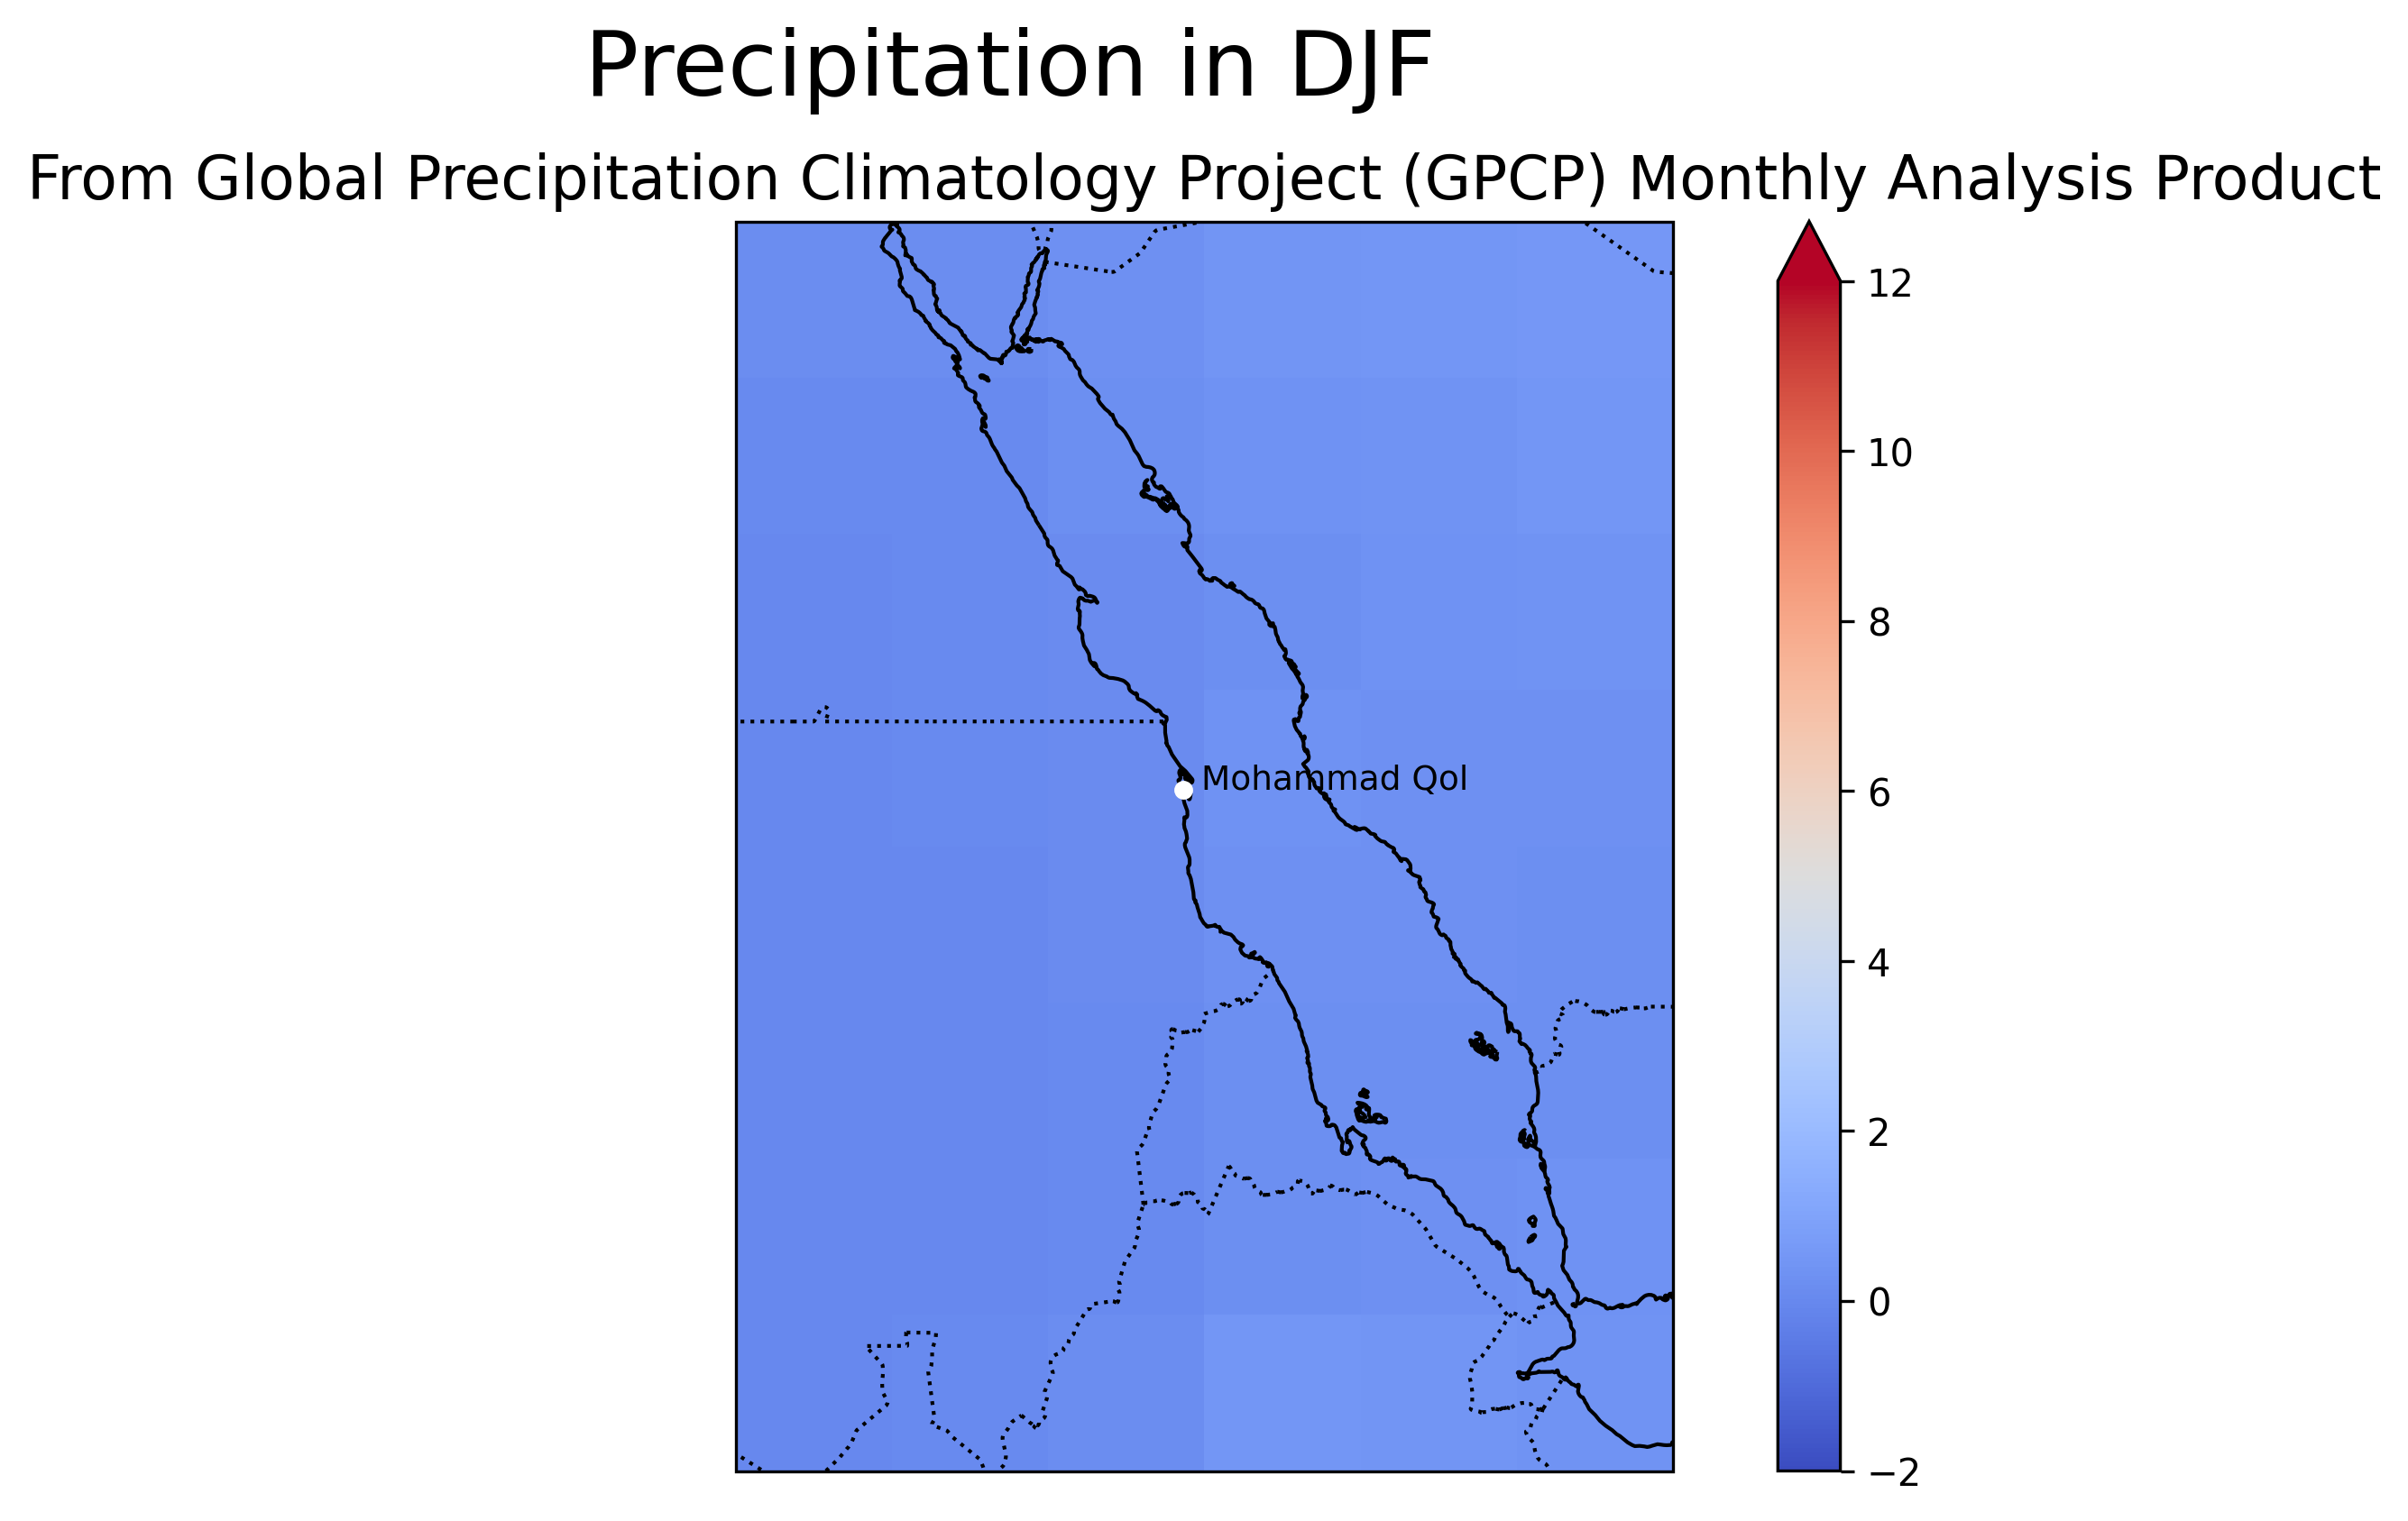 Precipitation in DJF
From Global Precipitation Climatology Project (GPCP) Monthly Analysis Product
12
10
8
6
4
2
0
−2
Mohammad Qol